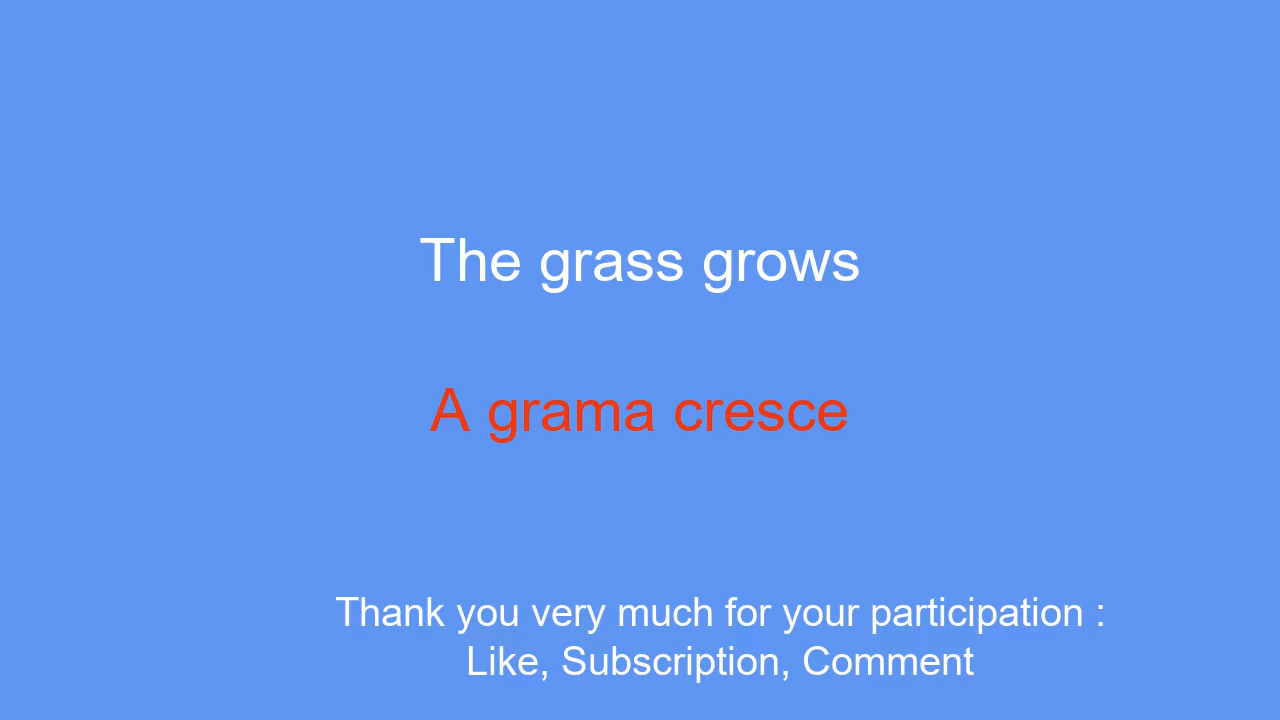 The grass grows
A grama cresce
Thank you very much for your participation :
Like, Subscription, Comment